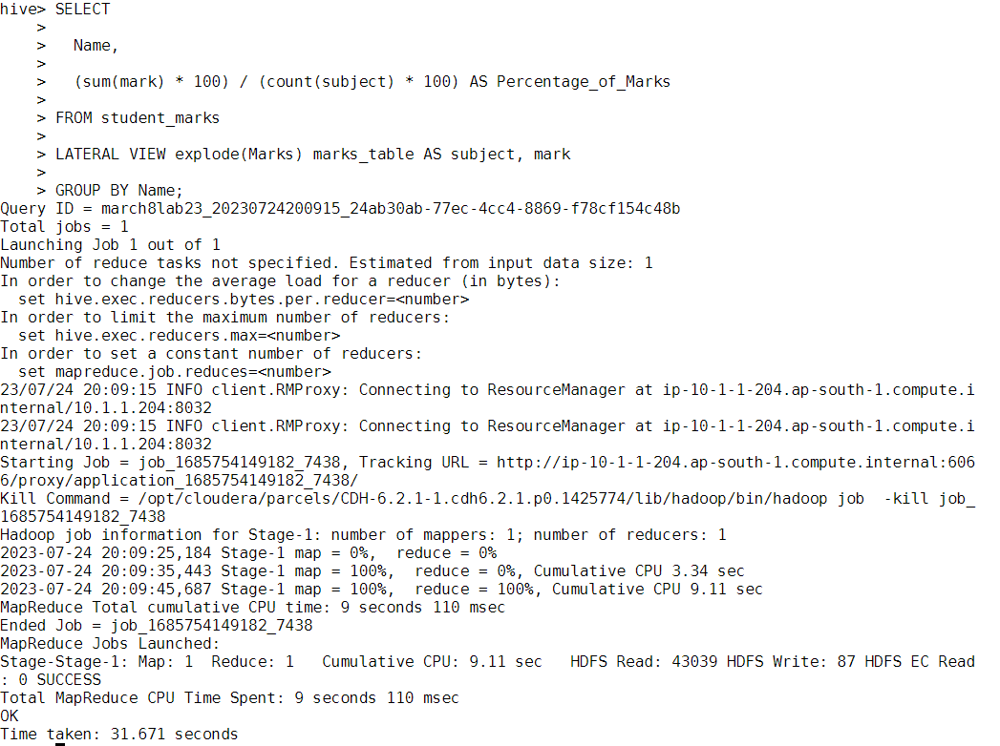 hive> SELECT
    >
    >   Name,
    >
    >   (sum(mark) * 100) / (count(subject) * 100) AS Percentage_of_Marks
    >
    > FROM student_marks
    >
    > LATERAL VIEW explode(Marks) marks_table AS subject, mark
    >
    > GROUP BY Name;
Query ID = march8lab23_20230724200915_24ab30ab-77ec-4cc4-8869-f78cf154c48b
Total jobs = 1
Launching Job 1 out of 1
Number of reduce tasks not specified. Estimated from input data size: 1
In order to change the average load for a reducer (in bytes):
  set hive.exec.reducers.bytes.per.reducer=<number>
In order to limit the maximum number of reducers:
  set hive.exec.reducers.max=<number>
In order to set a constant number of reducers:
  set mapreduce.job.reduces=<number>
23/07/24 20:09:15 INFO client.RMProxy: Connecting to ResourceManager at ip-10-1-1-204.ap-south-1.compute.i
nternal/10.1.1.204:8032
23/07/24 20:09:15 INFO client.RMProxy: Connecting to ResourceManager at ip-10-1-1-204.ap-south-1.compute.i
nternal/10.1.1.204:8032
Starting Job = job_1685754149182_7438, Tracking URL = http://ip-10-1-1-204.ap-south-1.compute.internal:606
6/proxy/application_1685754149182_7438/
Kill Command = /opt/cloudera/parcels/CDH-6.2.1-1.cdh6.2.1.p0.1425774/lib/hadoop/bin/hadoop job  -kill job_
1685754149182_7438
Hadoop job information for Stage-1: number of mappers: 1; number of reducers: 1
2023-07-24 20:09:25,184 Stage-1 map = 0%,  reduce = 0%
2023-07-24 20:09:35,443 Stage-1 map = 100%,  reduce = 0%, Cumulative CPU 3.34 sec
2023-07-24 20:09:45,687 Stage-1 map = 100%,  reduce = 100%, Cumulative CPU 9.11 sec
MapReduce Total cumulative CPU time: 9 seconds 110 msec
Ended Job = job_1685754149182_7438
MapReduce Jobs Launched:
Stage-Stage-1: Map: 1  Reduce: 1   Cumulative CPU: 9.11 sec   HDFS Read: 43039 HDFS Write: 87 HDFS EC Read
: 0 SUCCESS
Total MapReduce CPU Time Spent: 9 seconds 110 msec
OK
Time taken: 31.671 seconds